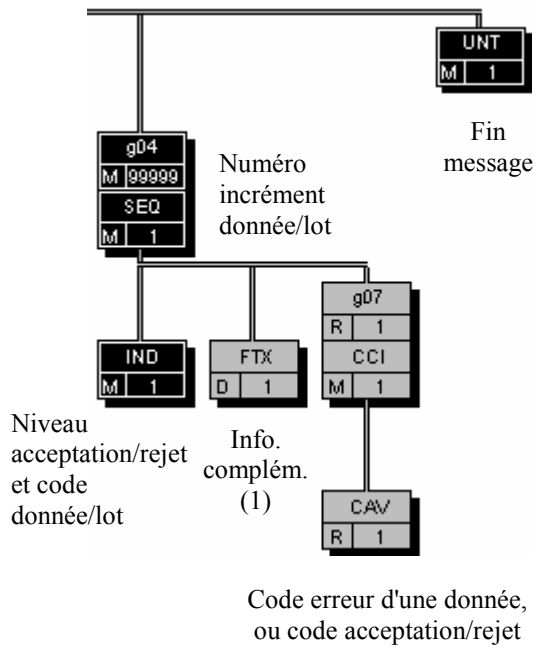 UNT
M 1
Fin
message
g04
M 99999
SEQ
M 1
Numéro
incrément
donnée/lot
g07
R 1
CCI
M 1
IND
M 1
FTX
D 1
Niveau
acceptation/rejet
et code
donnée/lot
Info.
complém.
(1)
CAV
R 1
Code erreur d'une donnée,
ou code acceptation/rejet